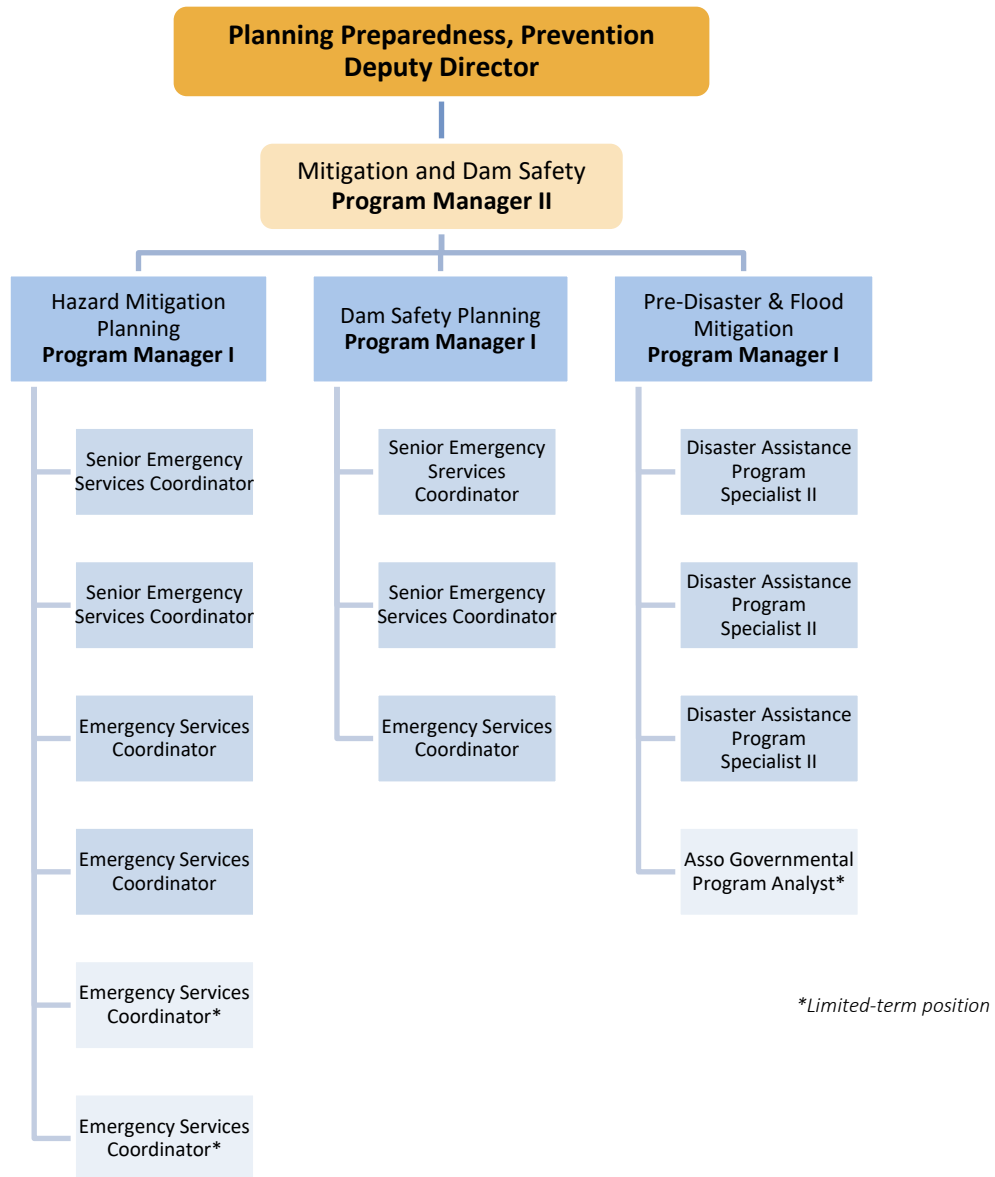 Planning Preparedness, Prevention
Deputy Director
Mitigation and Dam Safety
Program Manager II
Hazard Mitigation
Planning
Program Manager I
Senior Emergency
Services Coordinator
Senior Emergency
Services Coordinator
Emergency Services
Coordinator
Emergency Services
Coordinator
Emergency Services
Coordinator*
Emergency Services
Coordinator*
Dam Safety Planning
Program Manager I
Senior Emergency
Srervices
Coordinator
Senior Emergency
Services Coordinator
Emergency Services
Coordinator
Pre-Disaster & Flood
Mitigation
Program Manager I
Disaster Assistance
Program
Specialist II
Disaster Assistance
Program
Specialist II
Disaster Assistance
Program
Specialist II
Asso Governmental
Program Analyst*
*Limited-term position